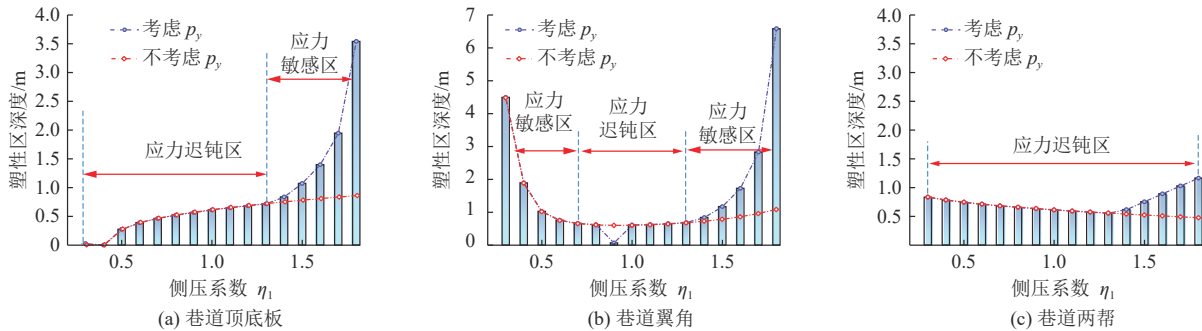 4.0
3.5
3.0
2.5
2.0
1.5
1.0
0.5
塑性区深度/m
考虑 p_y
不考虑 p_y
应力
敏感区
应力迟钝区
0.5 1.0 1.5
侧压系数 η₁
(a) 巷道顶底板
7
6
5
4
3
2
1
0
塑性区深度/m
考虑 p_y
不考虑 p_y
应力
敏感区
应力
迟钝区
应力
敏感区
0.5 1.0 1.5
侧压系数 η₁
(b) 巷道翼角
4.0
3.5
3.0
2.5
2.0
1.5
1.0
0.5
塑性区深度/m
考虑 p_y
不考虑 p_y
应力迟钝区
0.5 1.0 1.5
侧压系数 η₁
(c) 巷道两帮